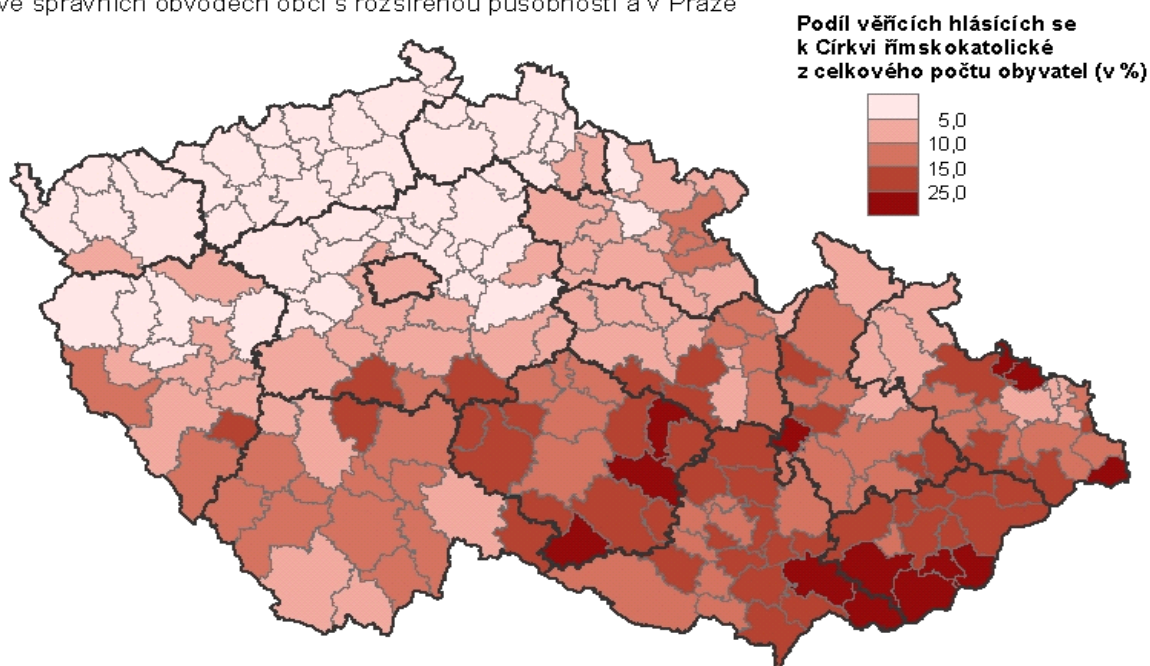 ve správních obvodech obcí s rozšířenou působností a v Praze
Podíl věřících hlásících se
k Církvi římskokatolické
z celkového počtu obyvatel (v %)
5,0
10,0
15,0
25,0